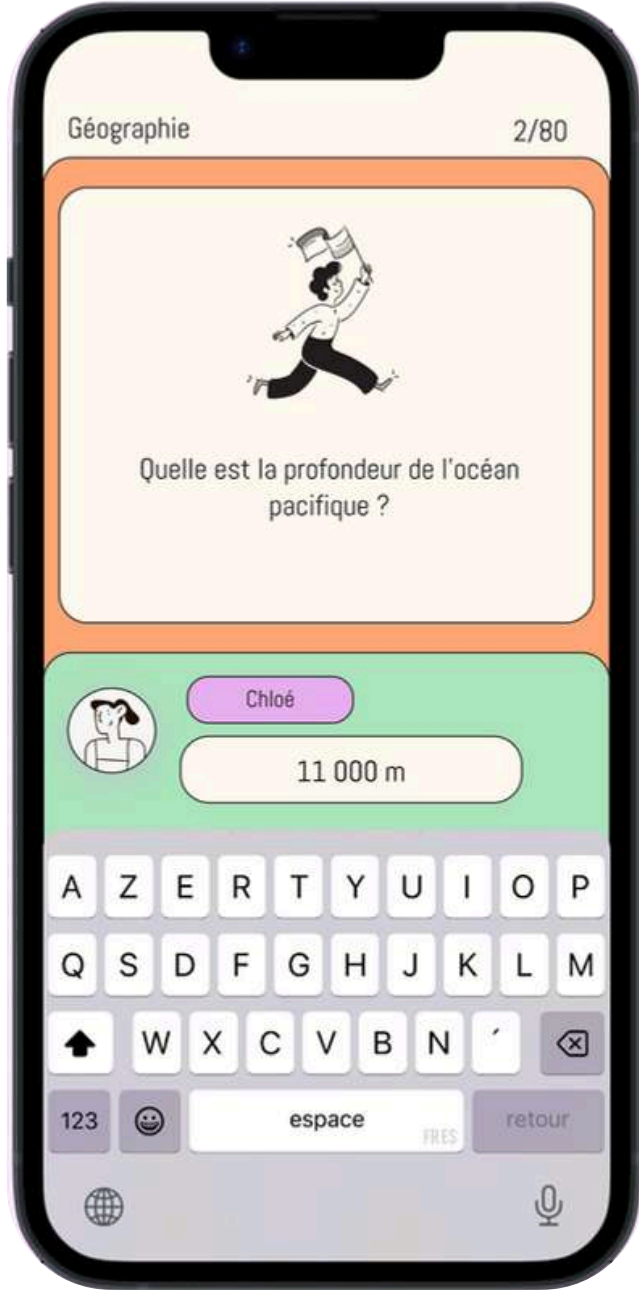 Géographie 2/80
Quelle est la profondeur de l'océan
pacifique ?
Chloé
11 000 m
A Z E R T Y U I O P
Q S D F G H J K L M
W X C V B N ´
123 espace FRES retour